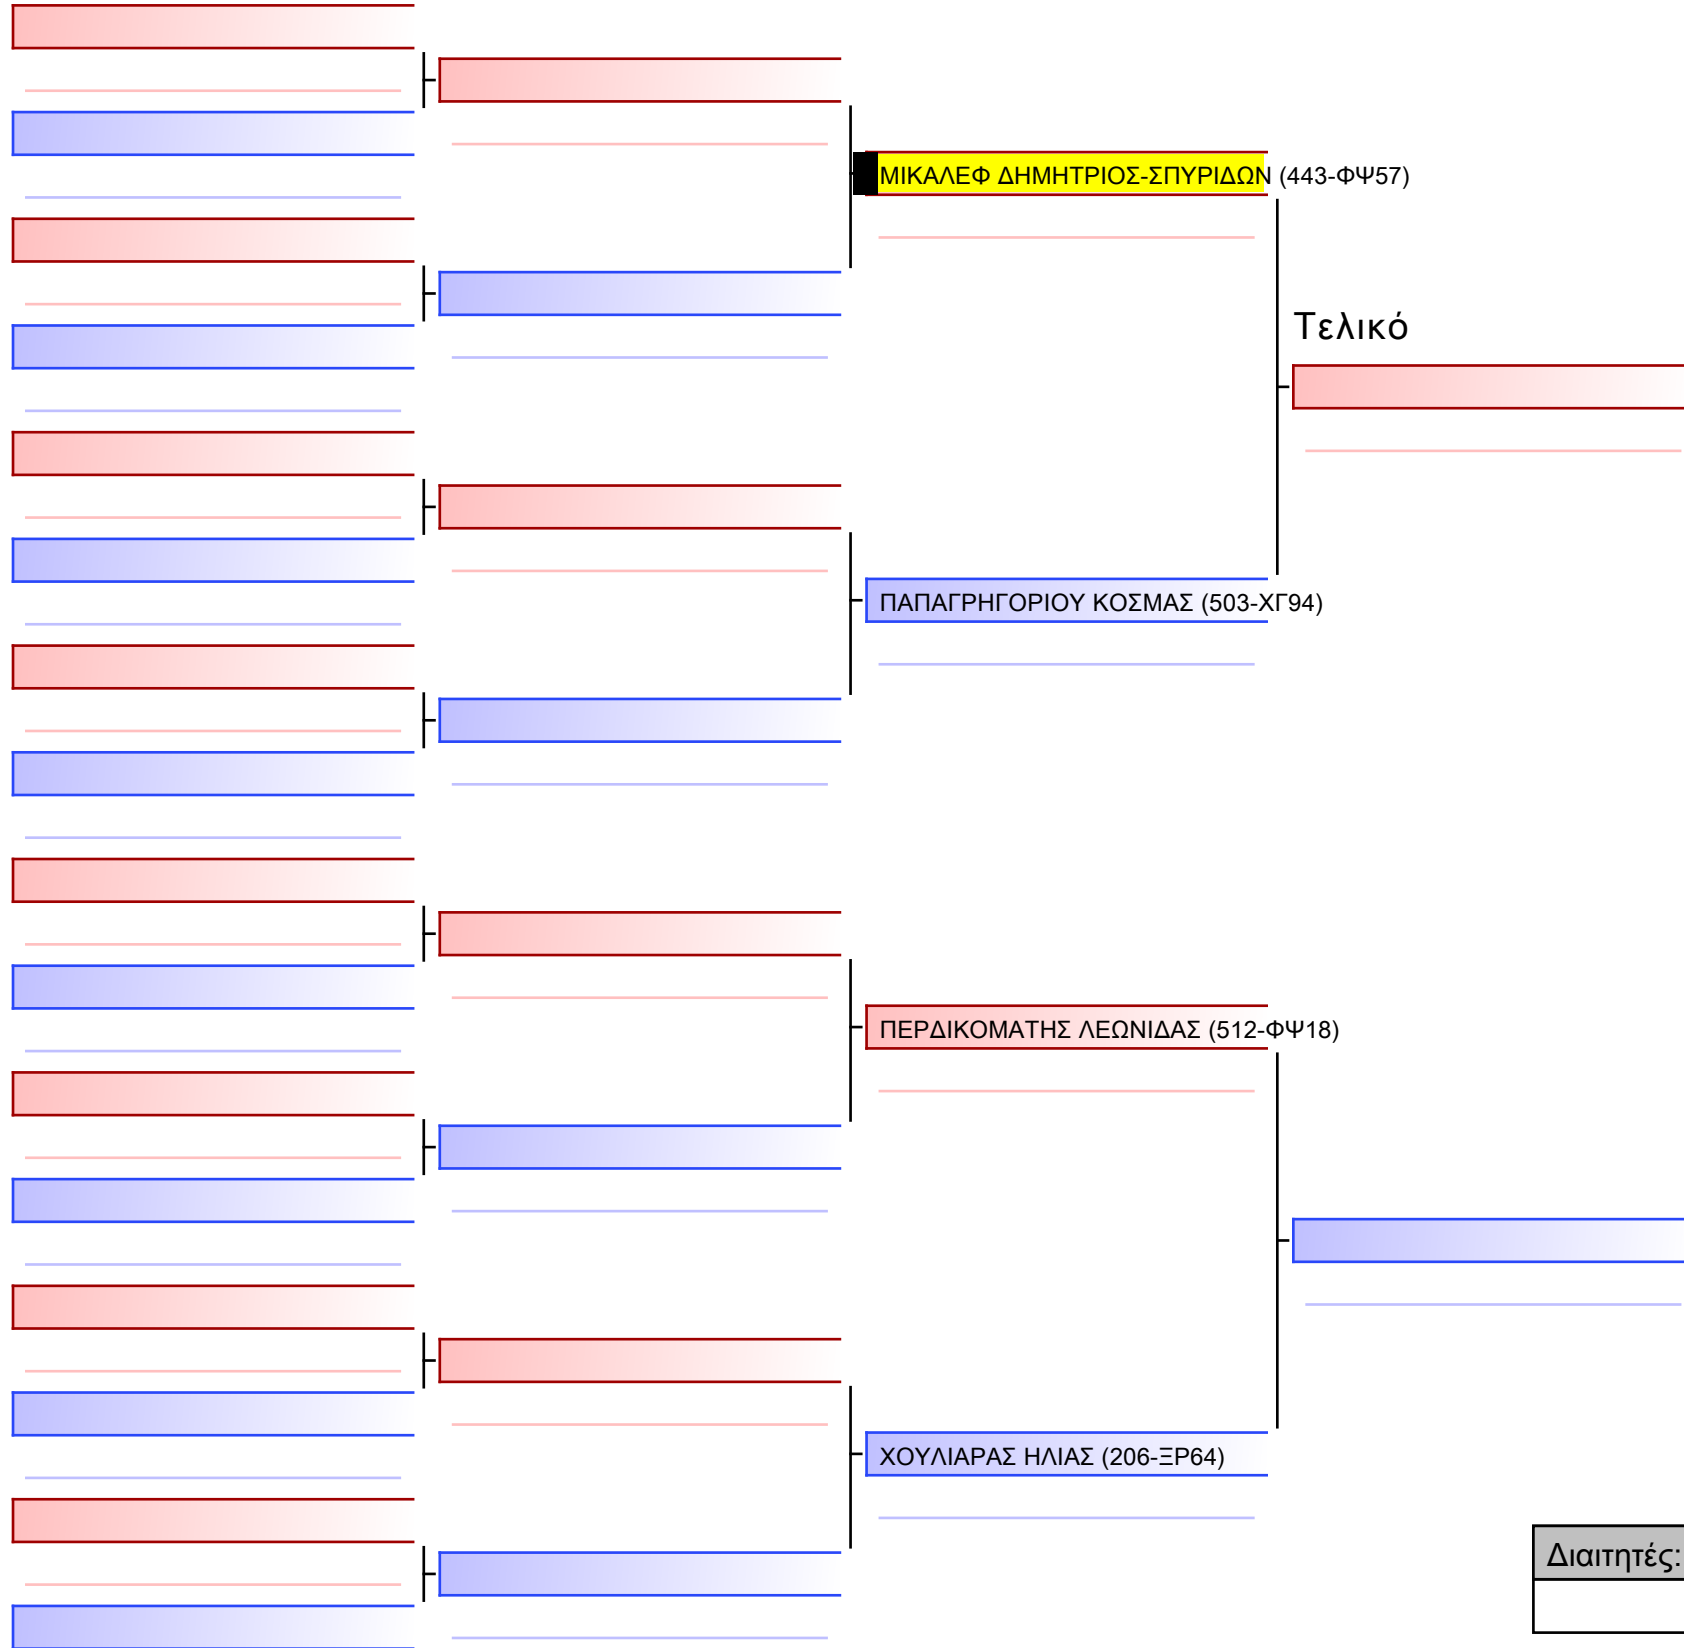 ΜΙΚΑΛΕΦ ΔΗΜΗΤΡΙΟΣ-ΣΠΥΡΙΔΩΝ (443-ΦΨ57)
Τελικό
ΠΑΠΑΓΡΗΓΟΡΙΟΥ ΚΟΣΜΑΣ (503-ΧΓ94)
ΠΕΡΔΙΚΟΜΑΤΗΣ ΛΕΩΝΙΔΑΣ (512-ΦΨ18)
ΧΟΥΛΙΑΡΑΣ ΗΛΙΑΣ (206-ΞΡ64)
Διαιτητές: